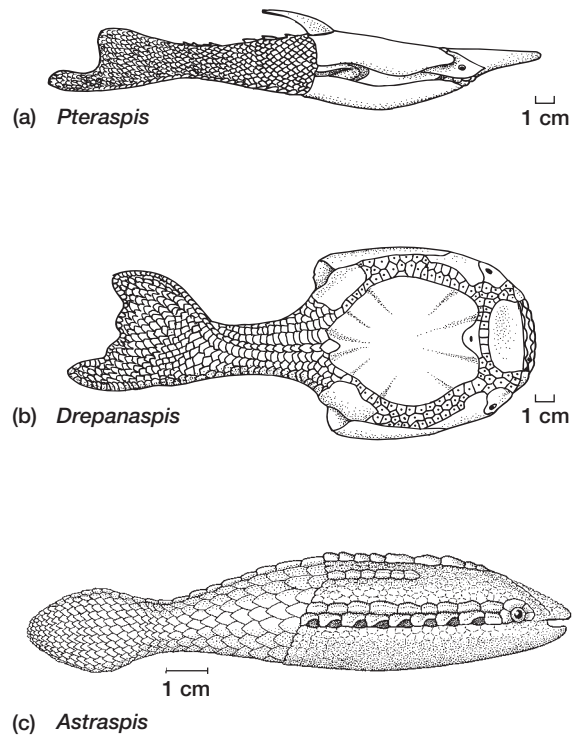 1 cm
(a) Pteraspis
1 cm
(b) Drepanaspis
1 cm
(c) Astraspis